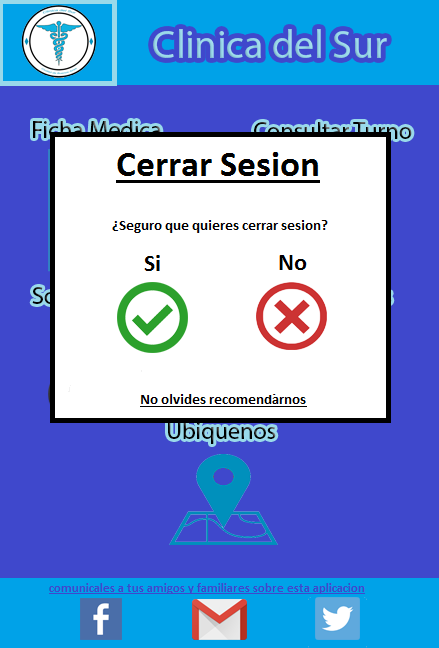 Clinica del Sur
Ficha Medica
Consultar Turno
Cerrar Sesion
¿Seguro que quieres cerrar sesion?
Si
No
No olvides recomendarnos
Ubiquenos
comunicales a tus amigos y familiares sobre esta aplicacion